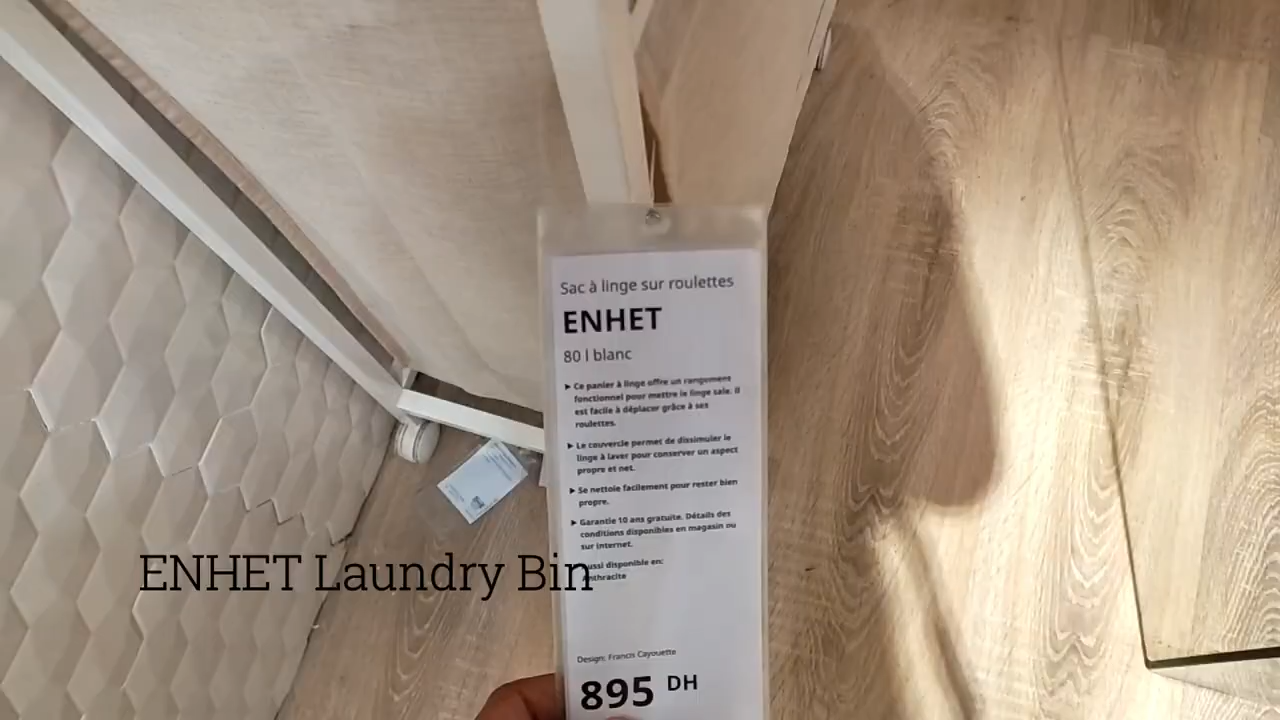 Sac à linge sur roulettes
ENHET
80 l blanc
► Ce panier à linge offre un rangement
fonctionnel pour mettre le linge sale. Il
est facile à déplacer grâce à ses
roulettes.
► Le couvercle permet de dissimuler le
linge à laver pour conserver un aspect
propre et net.
► Se nettoie facilement pour rester bien
propre.
► Garantie 10 ans gratuite. Détails des
conditions disponibles en magasin ou
sur internet.
ussi disponible en:
Anthracite
ENHET Laundry Bin
Design: Francis Cayouette
895 DH